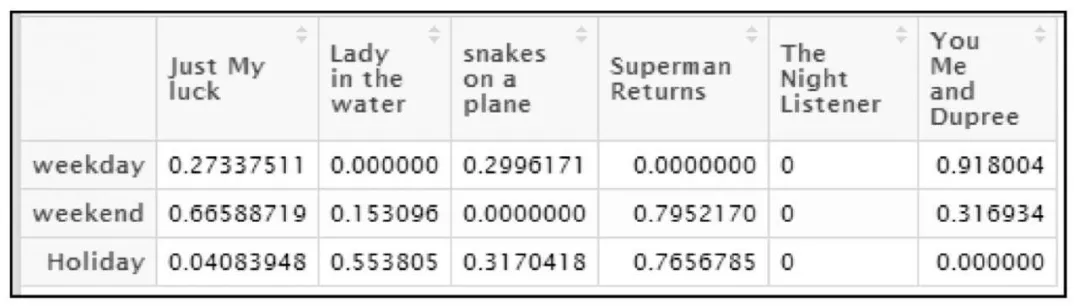 Just My luck	Lady in the water	snakes on a plane	Superman Returns	The Night Listener	You Me and Dupree
weekday	0.27337511	0.000000	0.2996171	0.0000000	0	0.918004
weekend	0.66588719	0.153096	0.0000000	0.7952170	0	0.316934
Holiday	0.04083948	0.553805	0.3170418	0.7656785	0	0.000000